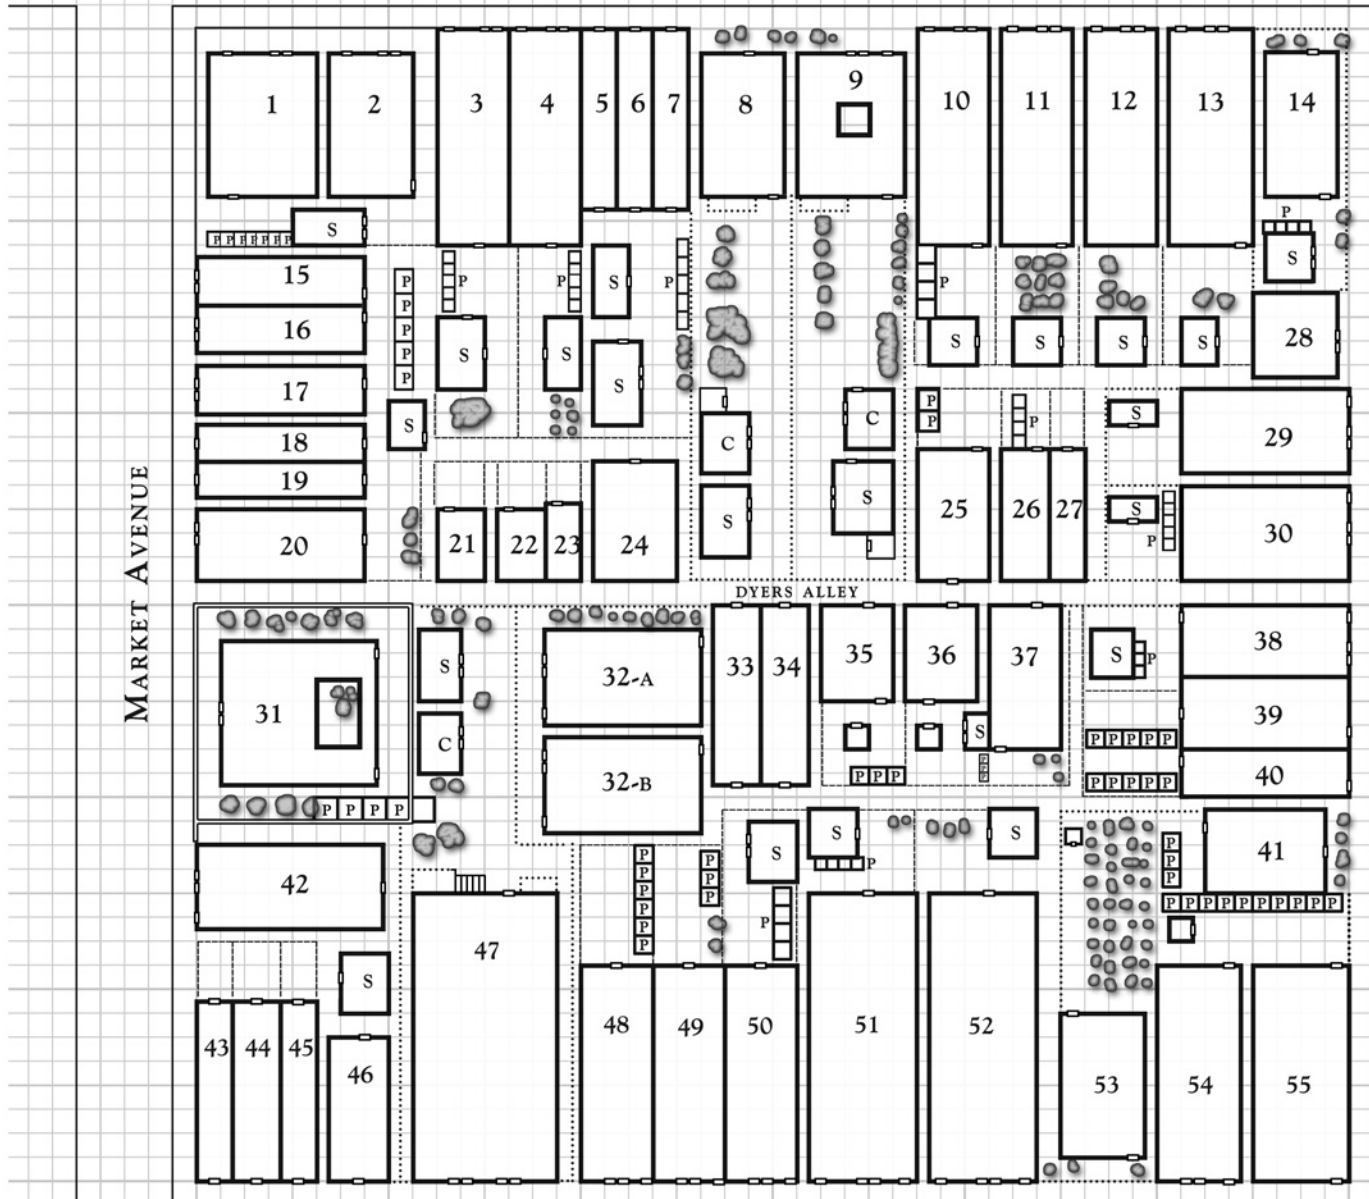 1 2 3 4 5 6 7 8 9 10 11 12 13 14
P P P P P P P S
P
S
15
P
P
P
S
P
16
P
P
P
P
P
S
S
S
S
S
S
S
S
28
17
18
19
20
S
C
C
S
S
P
P
P
S
29
21 22 23 24
25 26 27
S
P
30
MARKET AVENUE
DYERS ALLEY
31
S
C
P P P P
32-A
32-B
33 34 35 36 37
S
P P P
P
P
P
S
P
38
39
P P P P P
40
P P P P P
42
S
S
P
S
P
P
P
41
P P P P P P P P P P
P
P
P
P
P
P
P
P
P
P
43 44 45 46
S
47
48 49 50 51 52 53 54 55